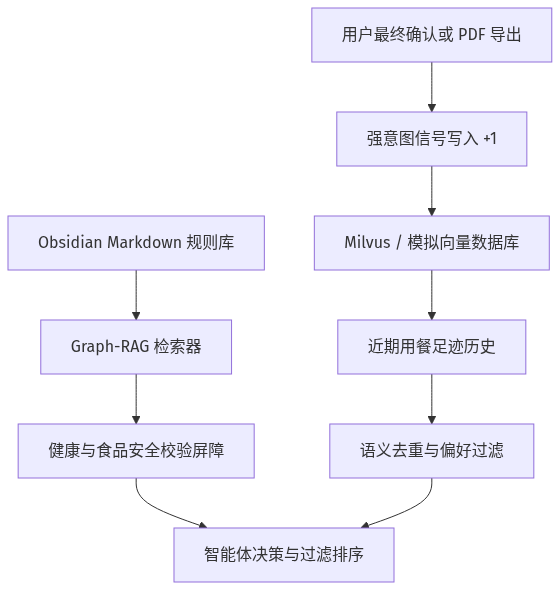 用户最终确认或 PDF 导出
强意图信号写入 +1
Obsidian Markdown 规则库
Milvus / 模拟向量数据库
Graph-RAG 检索器
近期用餐足迹历史
健康与食品安全校验屏障
语义去重与偏好过滤
智能体决策与过滤排序